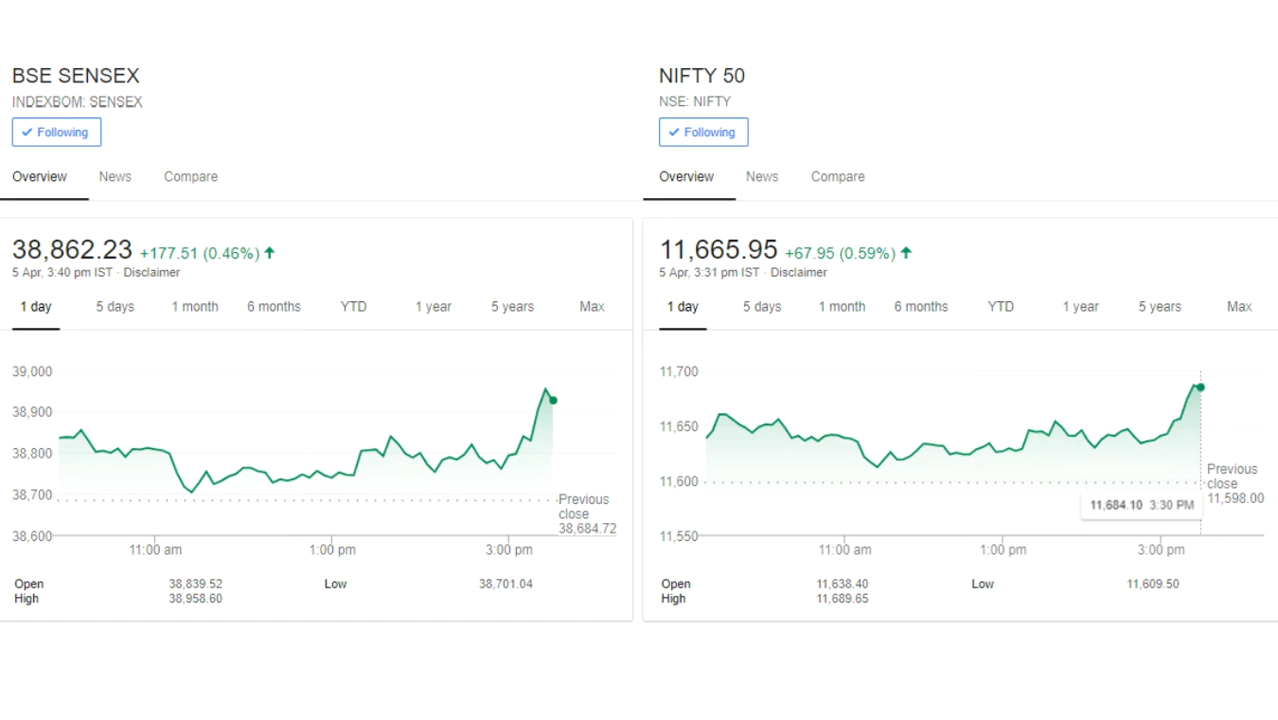 BSE SENSEX
INDEXBOM: SENSEX
Following
Overview News Compare
38,862.23 +177.51 (0.46%)
5 Apr, 3:40 pm IST · Disclaimer
1 day 5 days 1 month 6 months YTD 1 year 5 years Max
39,000
38,900
38,800
38,700
38,600
Previous
close
38,684.72
11:00 am 1:00 pm 3:00 pm
Open 38,839.52 Low 38,701.04
High 38,958.60
NIFTY 50
NSE: NIFTY
Following
Overview News Compare
11,665.95 +67.95 (0.59%)
5 Apr, 3:31 pm IST · Disclaimer
1 day 5 days 1 month 6 months YTD 1 year 5 years Max
11,700
11,650
11,600
11,550
Previous
close
11,598.00
11,684.10 3:30 PM
11:00 am 1:00 pm 3:00 pm
Open 11,638.40 Low 11,609.50
High 11,689.65